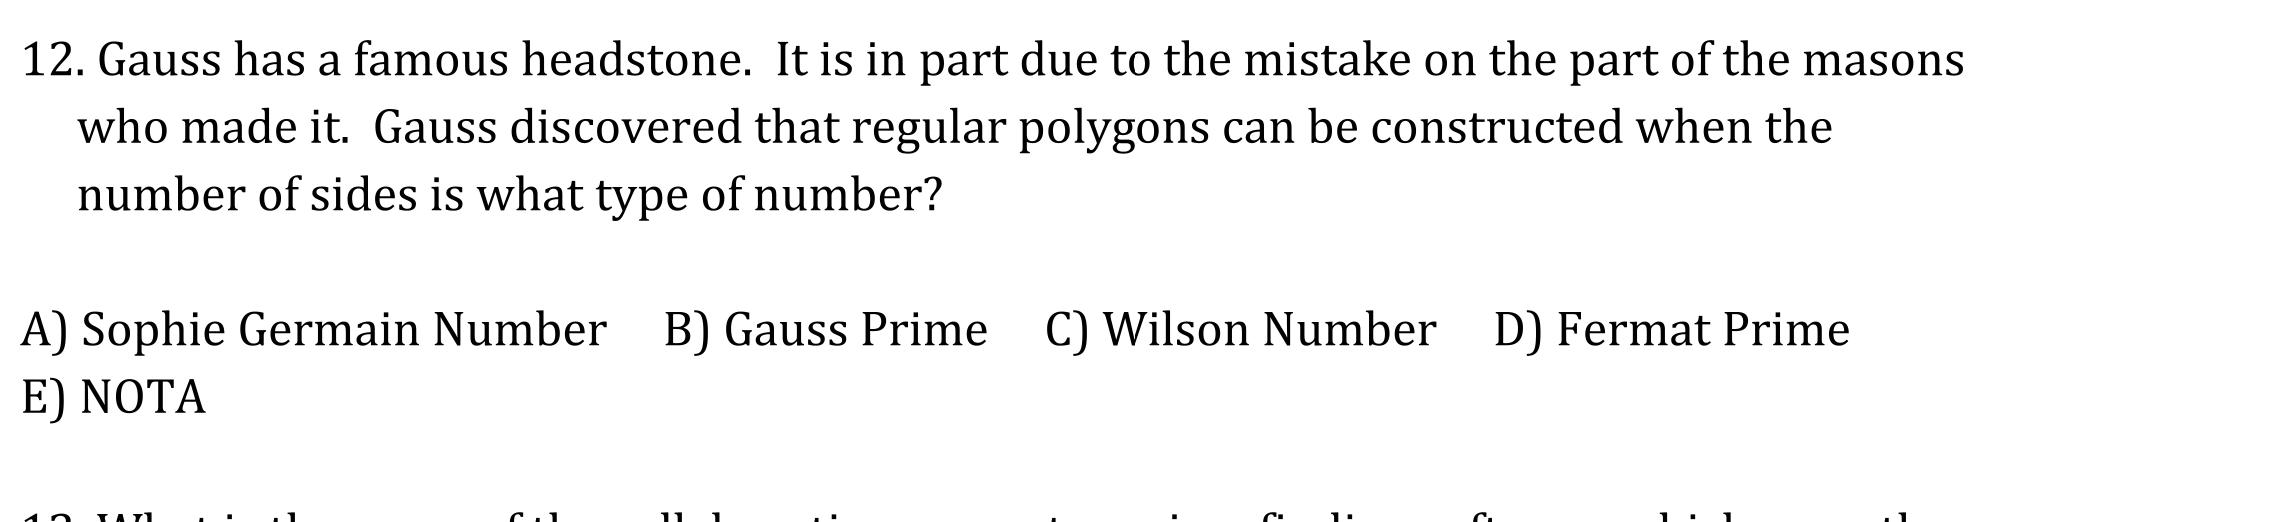 12. Gauss has a famous headstone.  It is in part due to the mistake on the part of the masons
who made it.  Gauss discovered that regular polygons can be constructed when the
number of sides is what type of number?
A) Sophie Germain Number     B) Gauss Prime     C) Wilson Number     D) Fermat Prime
E) NOTA